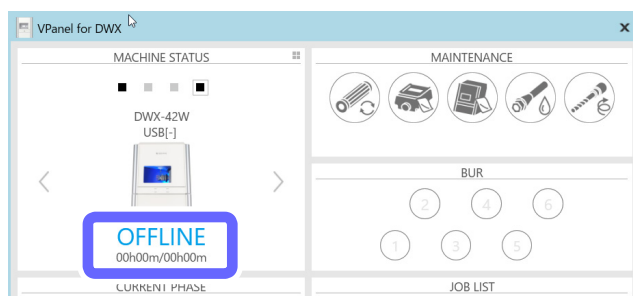 VPanel for DWX
MACHINE STATUS
DWX-42W
USB[-]
OFFLINE
00h00m/00h00m
CURRENT PHASE
MAINTENANCE
BUR
2 4 6
1 3 5
JOB LIST